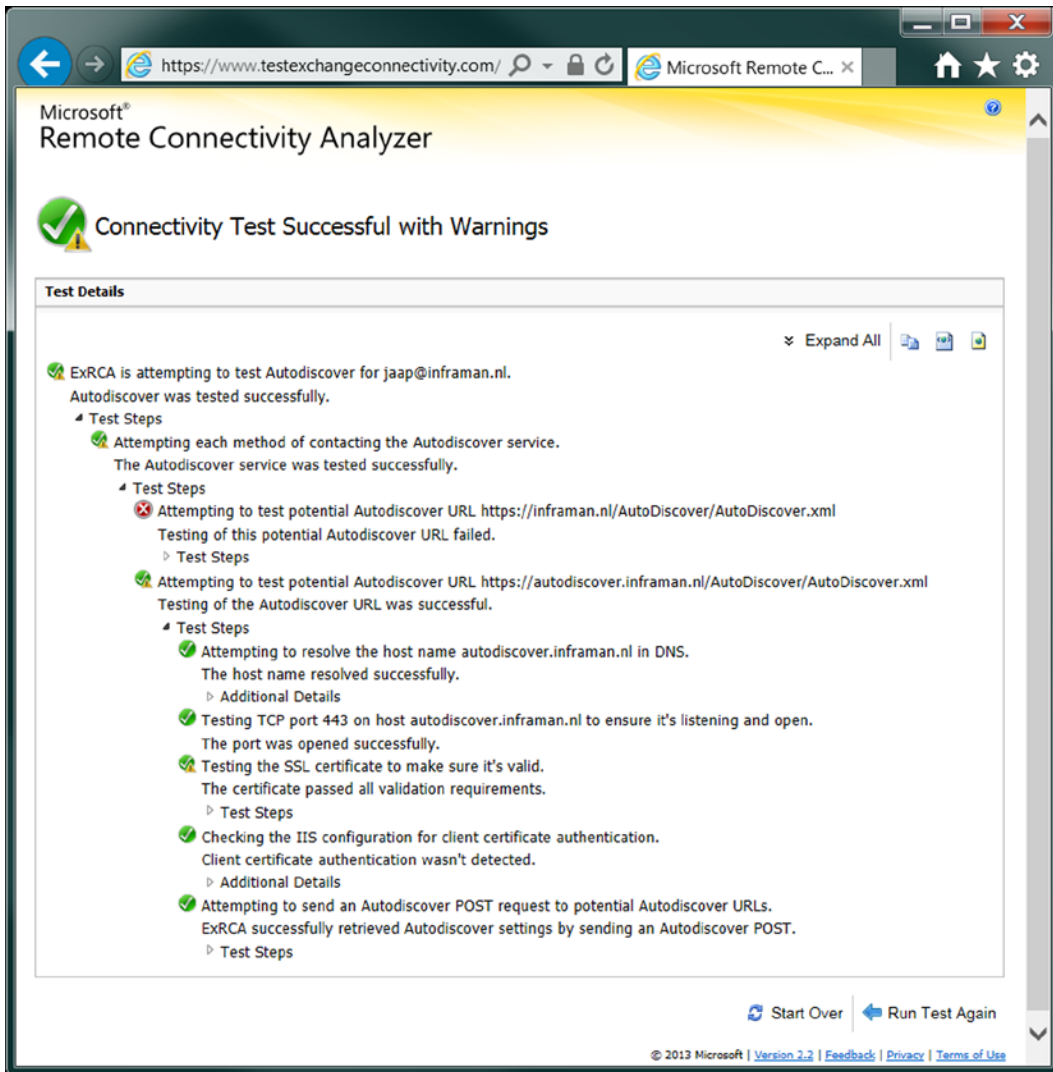 https://www.testexchangeconnectivity.com/
Microsoft Remote C...
Microsoft®
Remote Connectivity Analyzer
Connectivity Test Successful with Warnings
Test Details
Expand All
ExRCA is attempting to test Autodiscover for jaap@inframan.nl.
Autodiscover was tested successfully.
Test Steps
Attempting each method of contacting the Autodiscover service.
The Autodiscover service was tested successfully.
Test Steps
Attempting to test potential Autodiscover URL https://inframan.nl/AutoDiscover/AutoDiscover.xml
Testing of this potential Autodiscover URL failed.
Test Steps
Attempting to test potential Autodiscover URL https://autodiscover.inframan.nl/AutoDiscover/AutoDiscover.xml
Testing of the Autodiscover URL was successful.
Test Steps
Attempting to resolve the host name autodiscover.inframan.nl in DNS.
The host name resolved successfully.
Additional Details
Testing TCP port 443 on host autodiscover.inframan.nl to ensure it's listening and open.
The port was opened successfully.
Testing the SSL certificate to make sure it's valid.
The certificate passed all validation requirements.
Test Steps
Checking the IIS configuration for client certificate authentication.
Client certificate authentication wasn't detected.
Additional Details
Attempting to send an Autodiscover POST request to potential Autodiscover URLs.
ExRCA successfully retrieved Autodiscover settings by sending an Autodiscover POST.
Test Steps
Start Over | Run Test Again
© 2013 Microsoft | Version 2.2 | Feedback | Privacy | Terms of Use